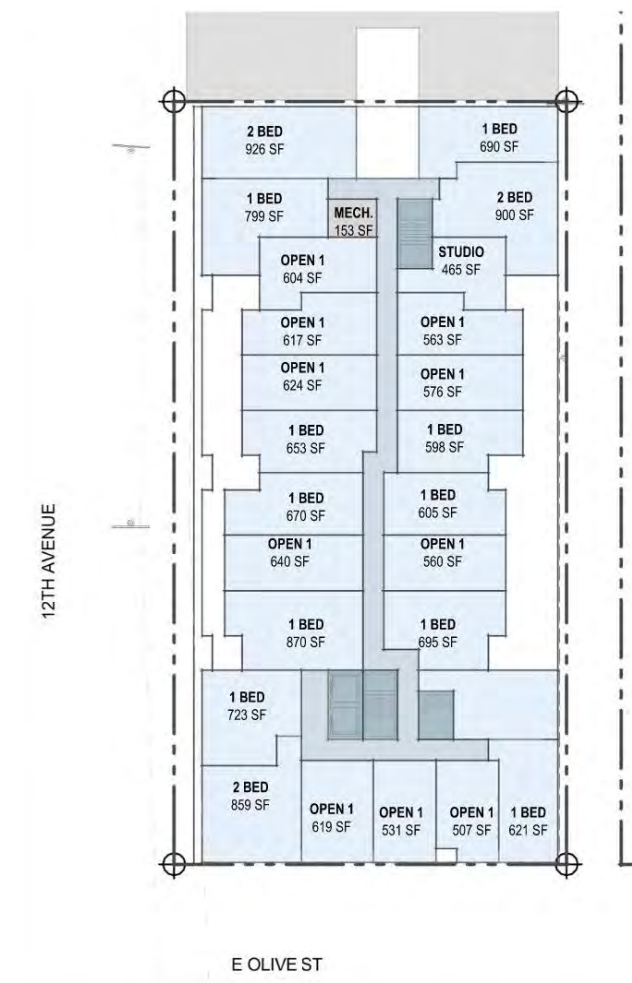 2 BED
926 SF
1 BED
690 SF
1 BED
799 SF
MECH.
153 SF
2 BED
900 SF
OPEN 1
604 SF
STUDIO
465 SF
OPEN 1
617 SF
OPEN 1
563 SF
OPEN 1
624 SF
OPEN 1
576 SF
1 BED
653 SF
1 BED
598 SF
1 BED
670 SF
1 BED
605 SF
OPEN 1
640 SF
OPEN 1
560 SF
1 BED
870 SF
1 BED
695 SF
1 BED
723 SF
2 BED
859 SF
OPEN 1
619 SF
OPEN 1
531 SF
OPEN 1
507 SF
1 BED
621 SF
12TH AVENUE
E OLIVE ST